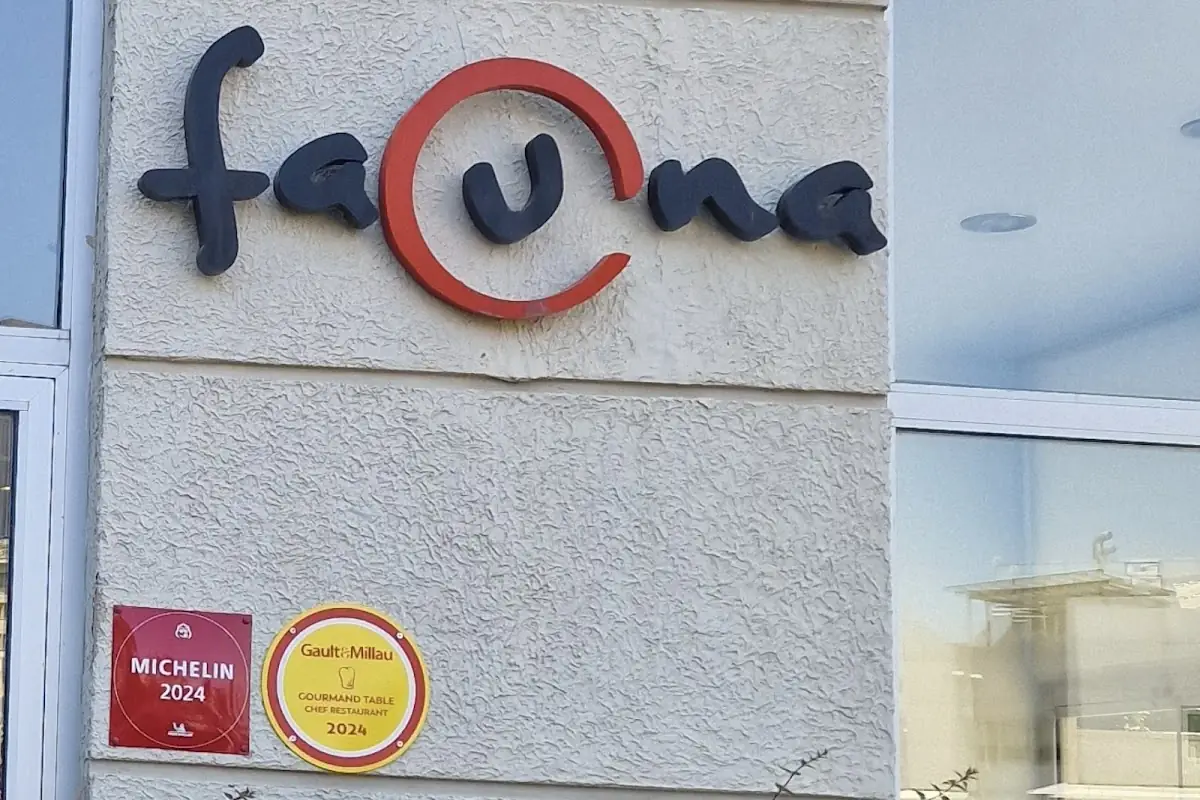 fauna
MICHELIN
2024
Gault&Millau
GOURMAND TABLE
CHEF RESTAURANT
2024